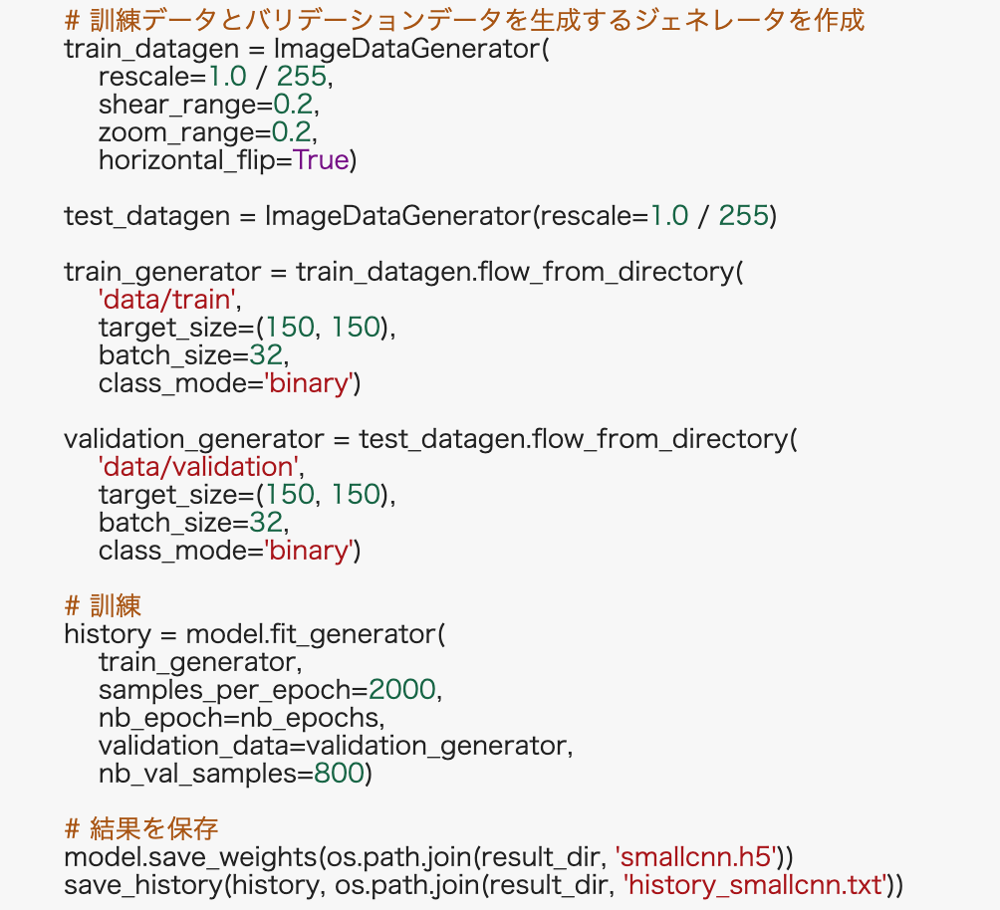 # 訓練データとバリデーションデータを生成するジェネレータを作成
train_datagen = ImageDataGenerator(
    rescale=1.0 / 255,
    shear_range=0.2,
    zoom_range=0.2,
    horizontal_flip=True)

test_datagen = ImageDataGenerator(rescale=1.0 / 255)

train_generator = train_datagen.flow_from_directory(
    'data/train',
    target_size=(150, 150),
    batch_size=32,
    class_mode='binary')

validation_generator = test_datagen.flow_from_directory(
    'data/validation',
    target_size=(150, 150),
    batch_size=32,
    class_mode='binary')

# 訓練
history = model.fit_generator(
    train_generator,
    samples_per_epoch=2000,
    nb_epoch=nb_epochs,
    validation_data=validation_generator,
    nb_val_samples=800)

# 結果を保存
model.save_weights(os.path.join(result_dir, 'smallcnn.h5'))
save_history(history, os.path.join(result_dir, 'history_smallcnn.txt'))